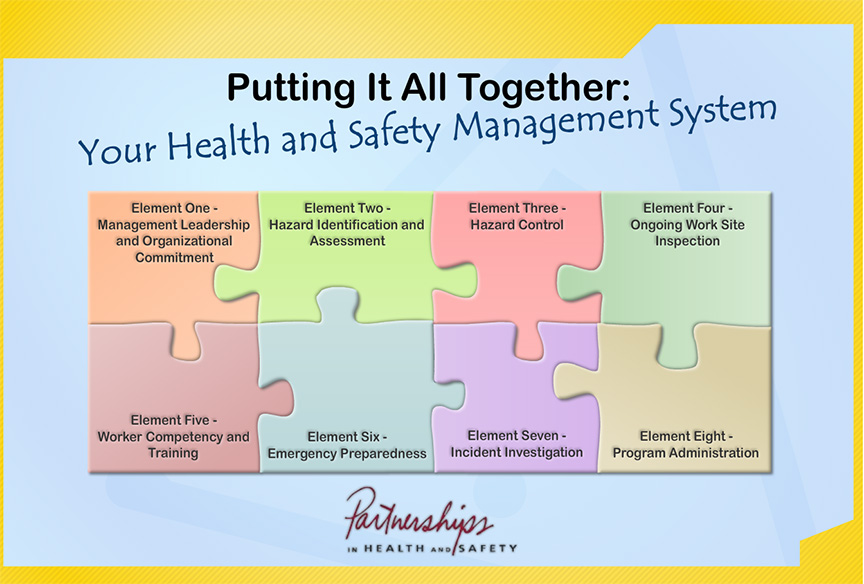 Putting It All Together:
Your Health and Safety Management System
Element One -
Management Leadership
and Organizational
Commitment
Element Two -
Hazard Identification and
Assessment
Element Three -
Hazard Control
Element Four -
Ongoing Work Site
Inspection
Element Five -
Worker Competency and
Training
Element Six -
Emergency Preparedness
Element Seven -
Incident Investigation
Element Eight -
Program Administration
Partnerships
IN HEALTH AND SAFETY